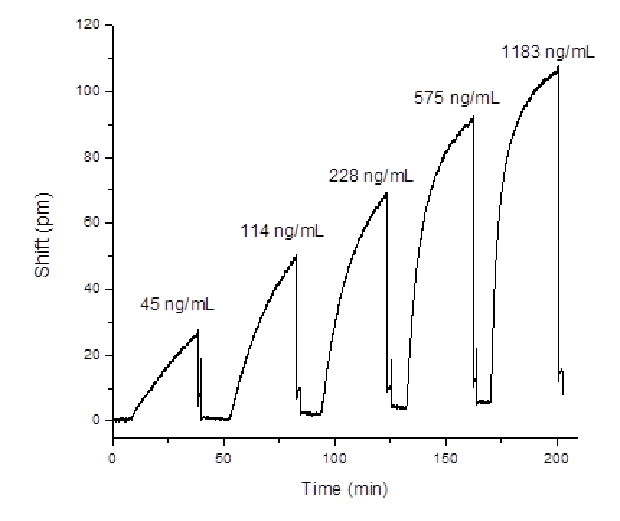 120
100
80
60
40
20
0
Shift (pm)
45 ng/mL
114 ng/mL
228 ng/mL
575 ng/mL
1183 ng/mL
0 50 100 150 200
Time (min)